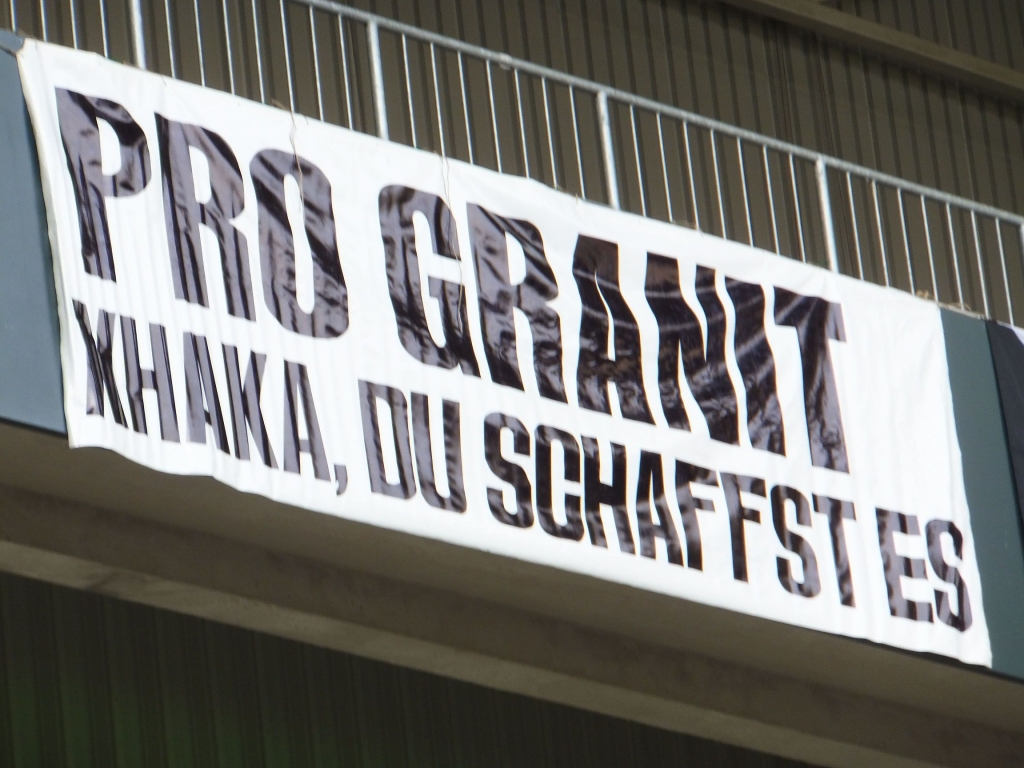 PRO GRANIT
XHAKA, DU SCHAFFST ES